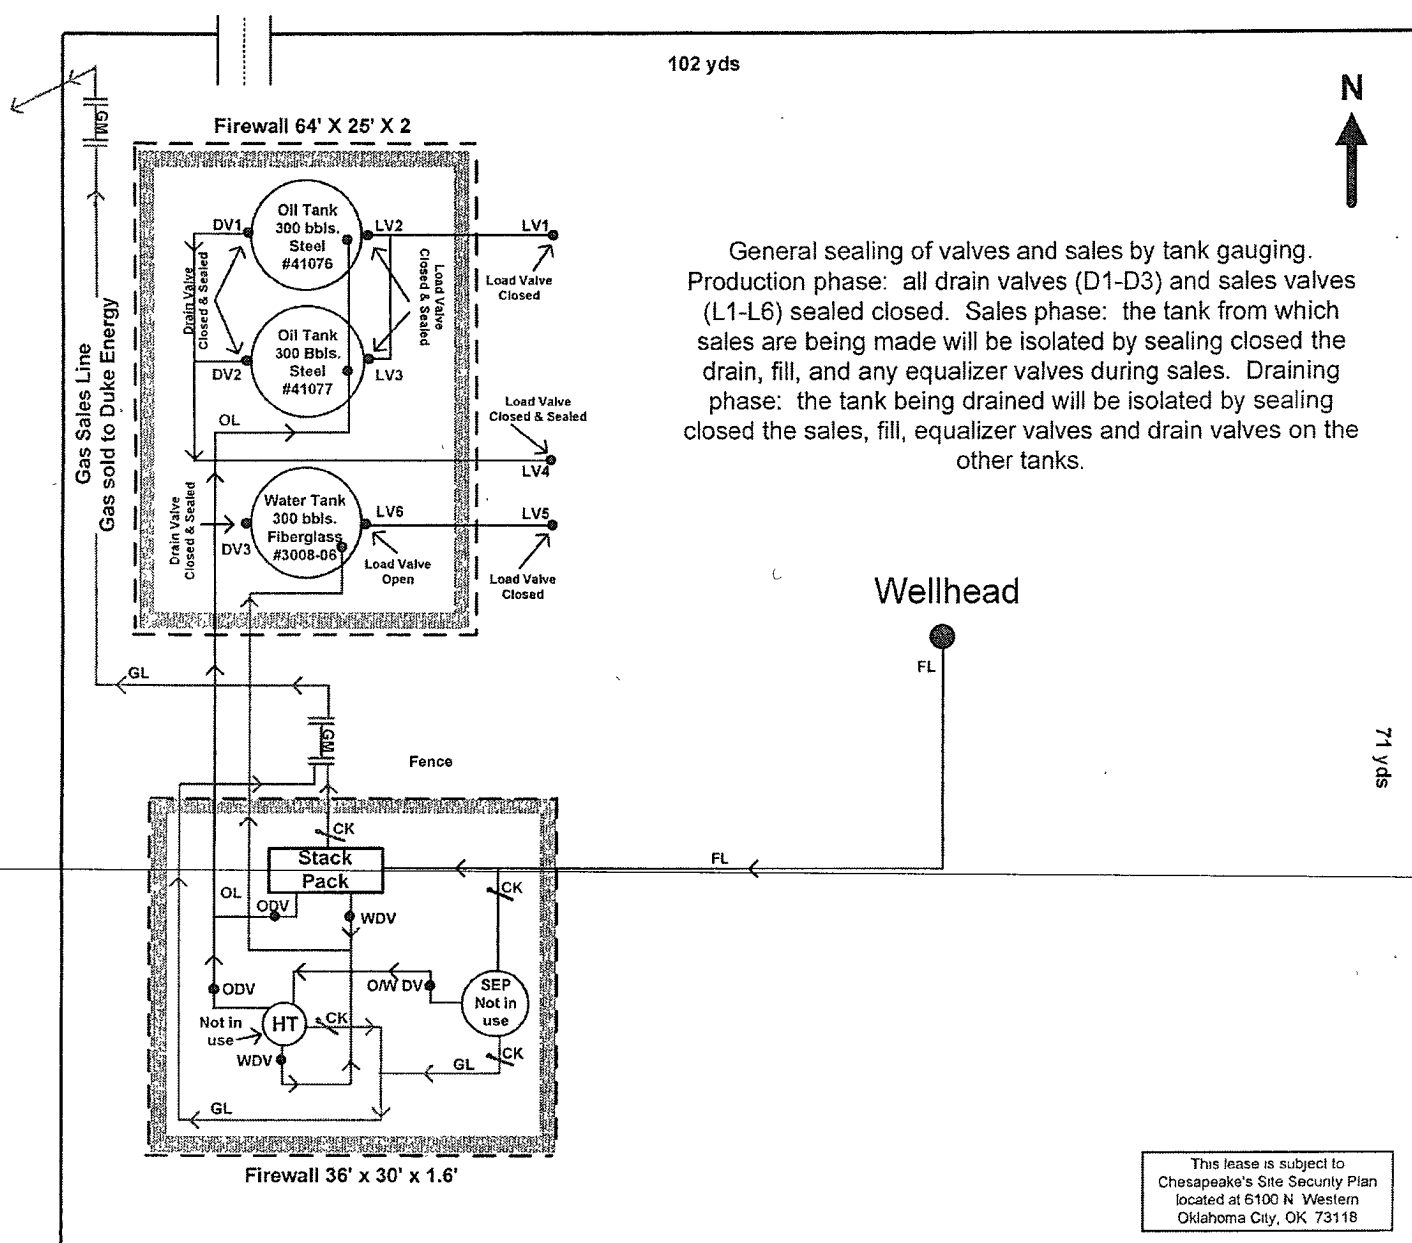 102 yds
N
GM
Firewall 64' X 25' X 2
Oil Tank
300 bbls.
Steel
#41076
DV1
LV2
LV1
Load Valve
Closed
Drain Valve
Closed & Sealed
Load Valve
Closed & Sealed
Oil Tank
300 Bbls.
Steel
#41077
DV2
LV3
OL
Load Valve
Closed & Sealed
LV4
Gas Sales Line
Gas sold to Duke Energy
Drain Valve
Closed & Sealed
Water Tank
300 bbls.
Fiberglass
#3008-06
DV3
LV6
LV5
Load Valve
Open
Load Valve
Closed
General sealing of valves and sales by tank gauging.
Production phase: all drain valves (D1-D3) and sales valves
(L1-L6) sealed closed. Sales phase: the tank from which
sales are being made will be isolated by sealing closed the
drain, fill, and any equalizer valves during sales. Draining
phase: the tank being drained will be isolated by sealing
closed the sales, fill, equalizer valves and drain valves on the
other tanks.
Wellhead
FL
71 yds
GL
GM
Fence
CK
Stack
Pack
FL
CK
OL
ODV
WDV
ODV
O/W DV
SEP
Not in
use
Not in
use
HT
CK
WDV
CK
GL
GL
Firewall 36' x 30' x 1.6'
This lease is subject to
Chesapeake's Site Security Plan
located at 6100 N Western
Oklahoma City, OK 73118